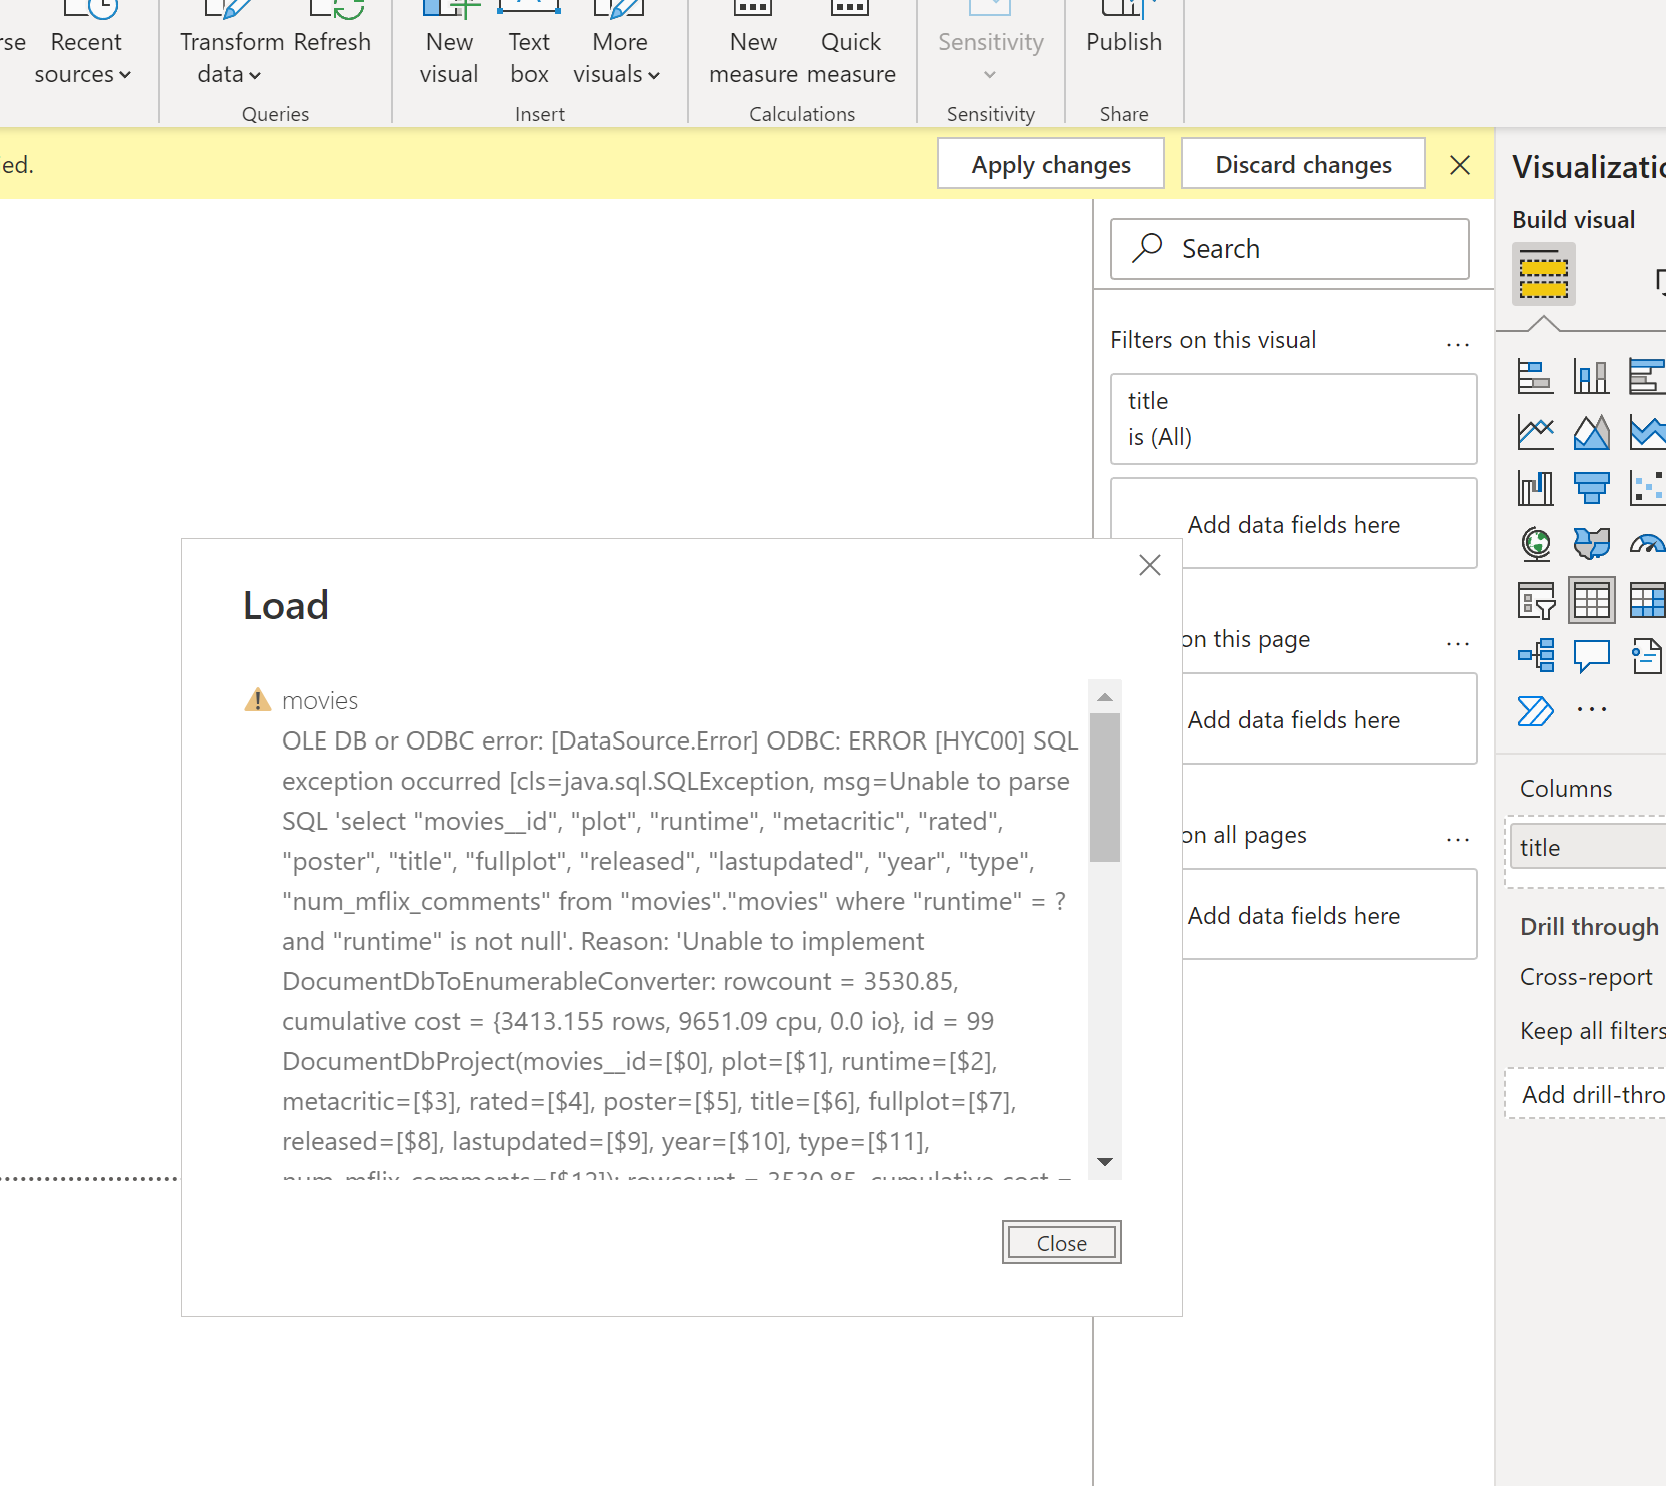 rse
Recent
sources
Transform
data
Refresh
Queries
New
visual
Text
box
More
visuals
Insert
New
measure
Quick
measure
Calculations
Sensitivity
Sensitivity
Publish
Share
ied.
Apply changes
Discard changes
Search
Filters on this visual
...
title
is (All)
Add data fields here
on this page
...
Add data fields here
on all pages
...
Add data fields here
Load
movies
OLE DB or ODBC error: [DataSource.Error] ODBC: ERROR [HYC00] SQL
exception occurred [cls=java.sql.SQLException, msg=Unable to parse
SQL 'select "movies__id", "plot", "runtime", "metacritic", "rated",
"poster", "title", "fullplot", "released", "lastupdated", "year", "type",
"num_mflix_comments" from "movies"."movies" where "runtime" = ?
and "runtime" is not null'. Reason: 'Unable to implement
DocumentDbToEnumerableConverter: rowcount = 3530.85,
cumulative cost = {3413.155 rows, 9651.09 cpu, 0.0 io}, id = 99
DocumentDbProject(movies__id=[$0], plot=[$1], runtime=[$2],
metacritic=[$3], rated=[$4], poster=[$5], title=[$6], fullplot=[$7],
released=[$8], lastupdated=[$9], year=[$10], type=[$11],
num_mflix_comments=[$12]): rowcount = 3530.85, cumulative cost =
Close
Visualizatio
Build visual
...
Columns
title
Drill through
Cross-report
Keep all filters
Add drill-thro